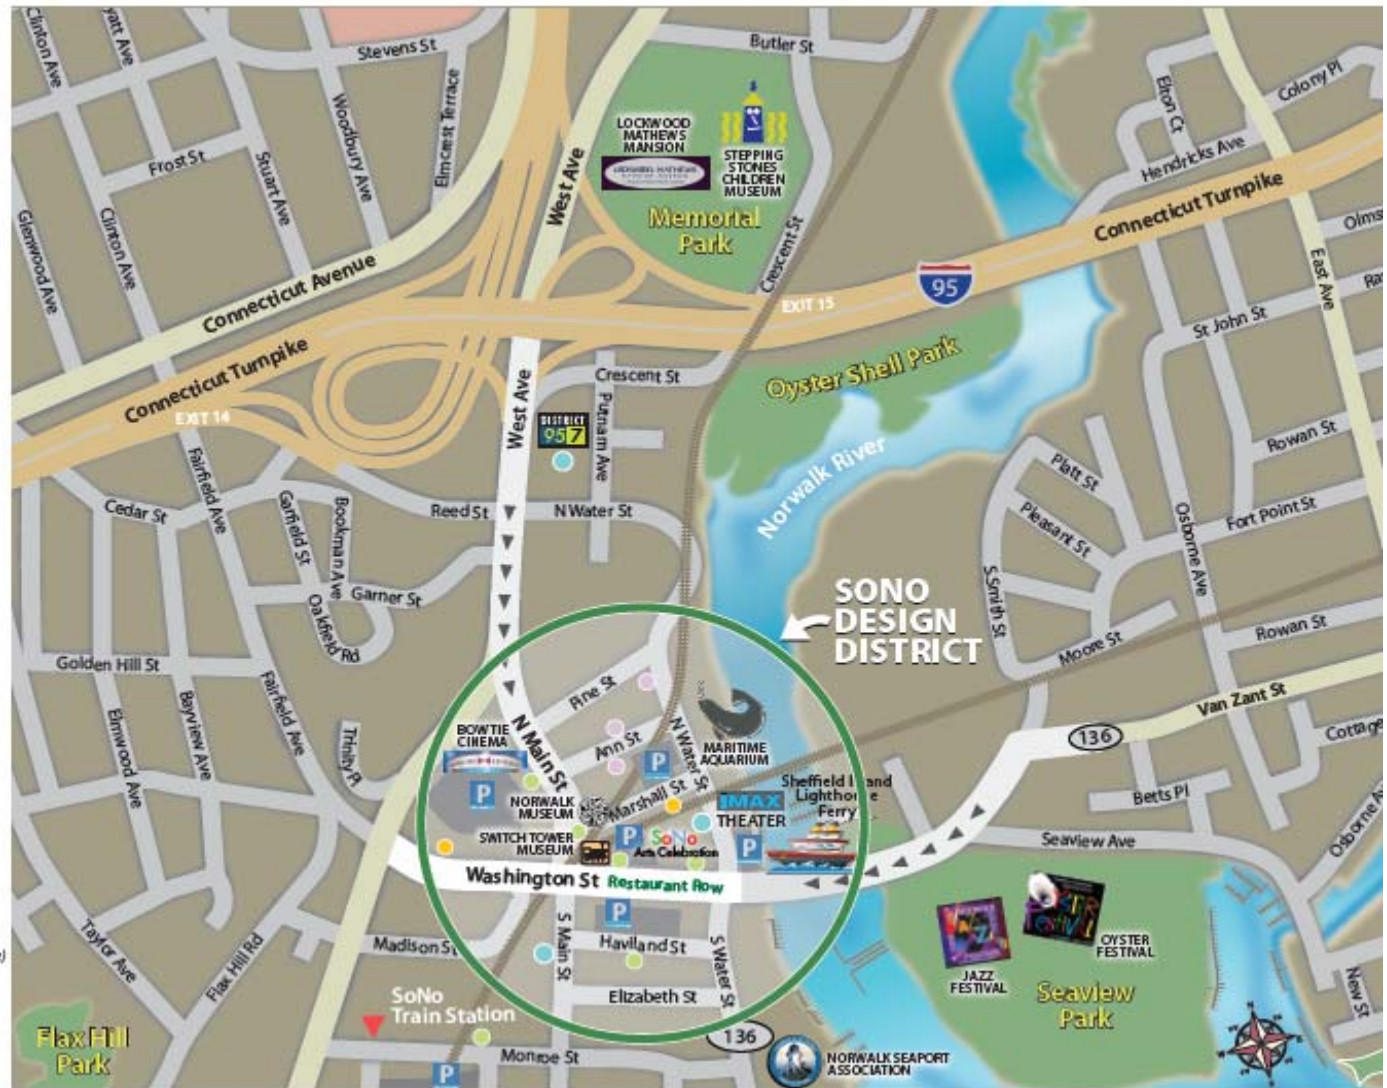 Clinton Ave
Stevens St
Butler St
Elton Ct
Colony Pl
Elmcrest Terrace
Woodbury Ave
LOCKWOOD
MATHEWS
MANSION
STEPPING
STONES
CHILDREN
MUSEUM
Frost St
Stuart Ave
West Ave
Hendricks Ave
Connecticut Turnpike
Memorial
Park
Glenwood Ave
Clinton Ave
Crescent St
East Ave
Connecticut Avenue
95
EXIT 15
St John St
Connecticut Turnpike
EXIT 14
Oyster Shell Park
Crescent St
West Ave
DISTRICT
95 7
Putnam Ave
Norwalk River
Rowan St
Platt St
Pleasant St
Fort Point St
Osborne Ave
Cedar St
Fairfield Ave
Garfield St
Bookman Ave
Reed St
N Water St
Garner St
Oakfield Rd
SONO
DESIGN
DISTRICT
S Smith St
Moore St
Rowan St
Golden Hill St
Elmwood Ave
Bayview Ave
Fairfield Ave
Trinity Pl
Pine St
Ann St
N Main St
N Water St
Van Zant St
136
BOWTIE
CINEMA
P
P
MARITIME
AQUARIUM
NORWALK
MUSEUM
Marshall St
IMAX
THEATER
Sheffield Island
Lighthouse
Ferry
Betts Pl
Seaview Ave
SWITCH TOWER
MUSEUM
P
SoNo
Arts Celebration
P
Washington St
Restaurant Row
P
Taylor Ave
Flax Hill Rd
Madison St
S Main St
Haviland St
S Water St
Elizabeth St
JAZZ
FESTIVAL
OYSTER
FESTIVAL
Seaview
Park
New St
SoNo
Train Station
Flax Hill
Park
Monroe St
P
136
NORWALK SEAPORT
ASSOCIATION